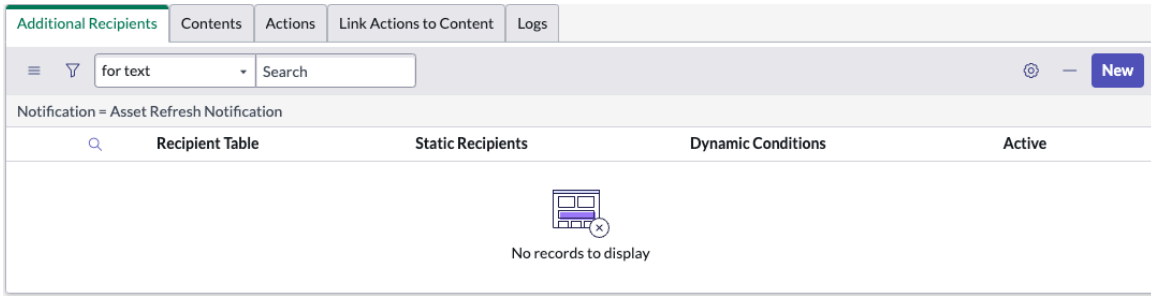 Additional Recipients Contents Actions Link Actions to Content Logs
for text Search New
Notification = Asset Refresh Notification
Recipient Table Static Recipients Dynamic Conditions Active
No records to display